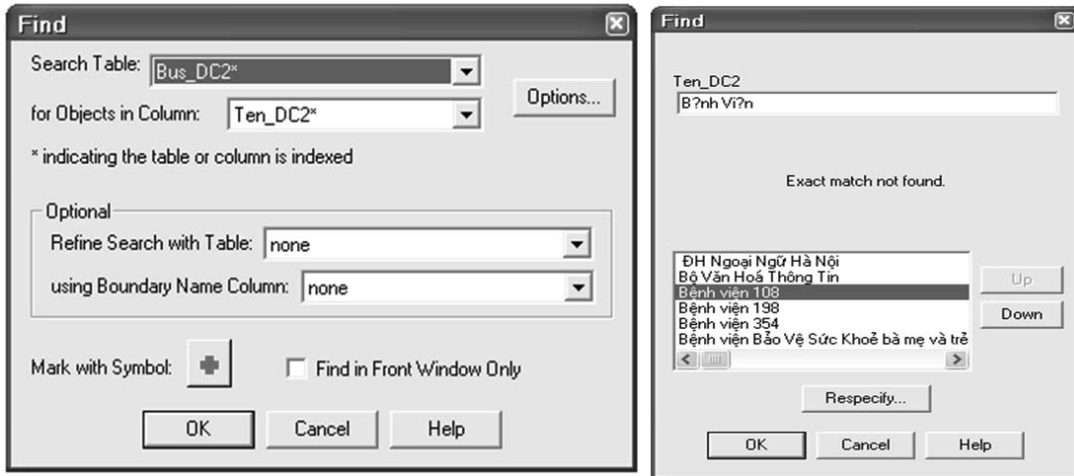 Find
Search Table: Bus_DC2*
Options...
for Objects in Column: Ten_DC2*
* indicating the table or column is indexed
Optional
Refine Search with Table: none
using Boundary Name Column: none
Mark with Symbol:
Find in Front Window Only
OK Cancel Help
Find
Ten_DC2
B?nh Vi?n
Exact match not found.
ĐH Ngoại Ngữ Hà Nội
Bộ Văn Hoá Thông Tin
Bệnh viện 108
Bệnh viện 198
Bệnh viện 354
Bệnh viện Bảo Vệ Sức Khoẻ bà mẹ và trẻ
Up
Down
Respecify...
OK Cancel Help